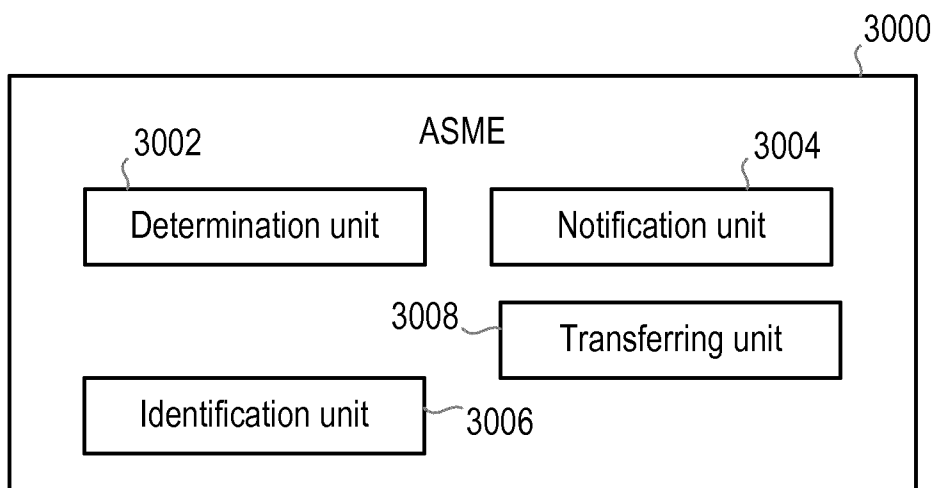 3000
ASME
3002
3004
Determination unit
Notification unit
3008
Transferring unit
Identification unit
3006